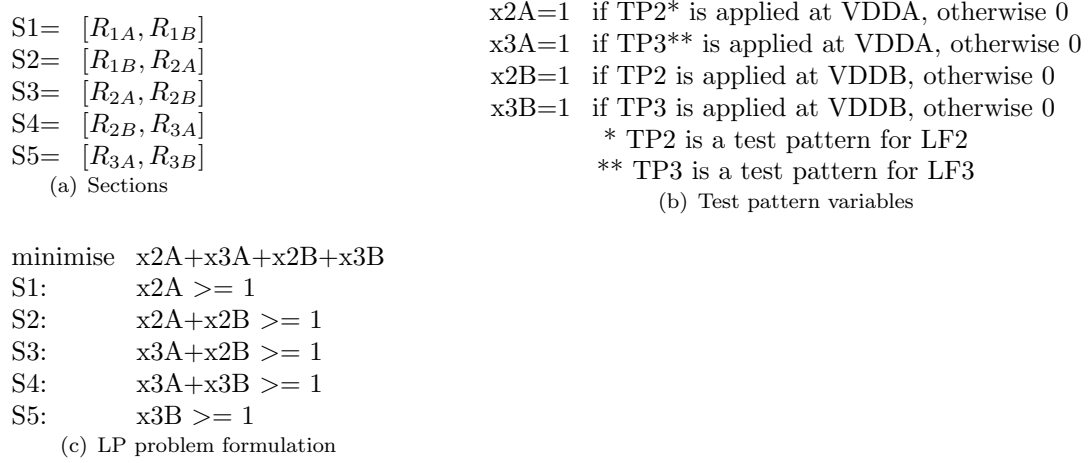 S1= [R1A, R1B]
S2= [R1B, R2A]
S3= [R2A, R2B]
S4= [R2B, R3A]
S5= [R3A, R3B]
(a) Sections
x2A=1 if TP2* is applied at VDDA, otherwise 0
x3A=1 if TP3** is applied at VDDA, otherwise 0
x2B=1 if TP2 is applied at VDDB, otherwise 0
x3B=1 if TP3 is applied at VDDB, otherwise 0
* TP2 is a test pattern for LF2
** TP3 is a test pattern for LF3
(b) Test pattern variables
minimise x2A+x3A+x2B+x3B
S1: x2A >= 1
S2: x2A+x2B >= 1
S3: x3A+x2B >= 1
S4: x3A+x3B >= 1
S5: x3B >= 1
(c) LP problem formulation